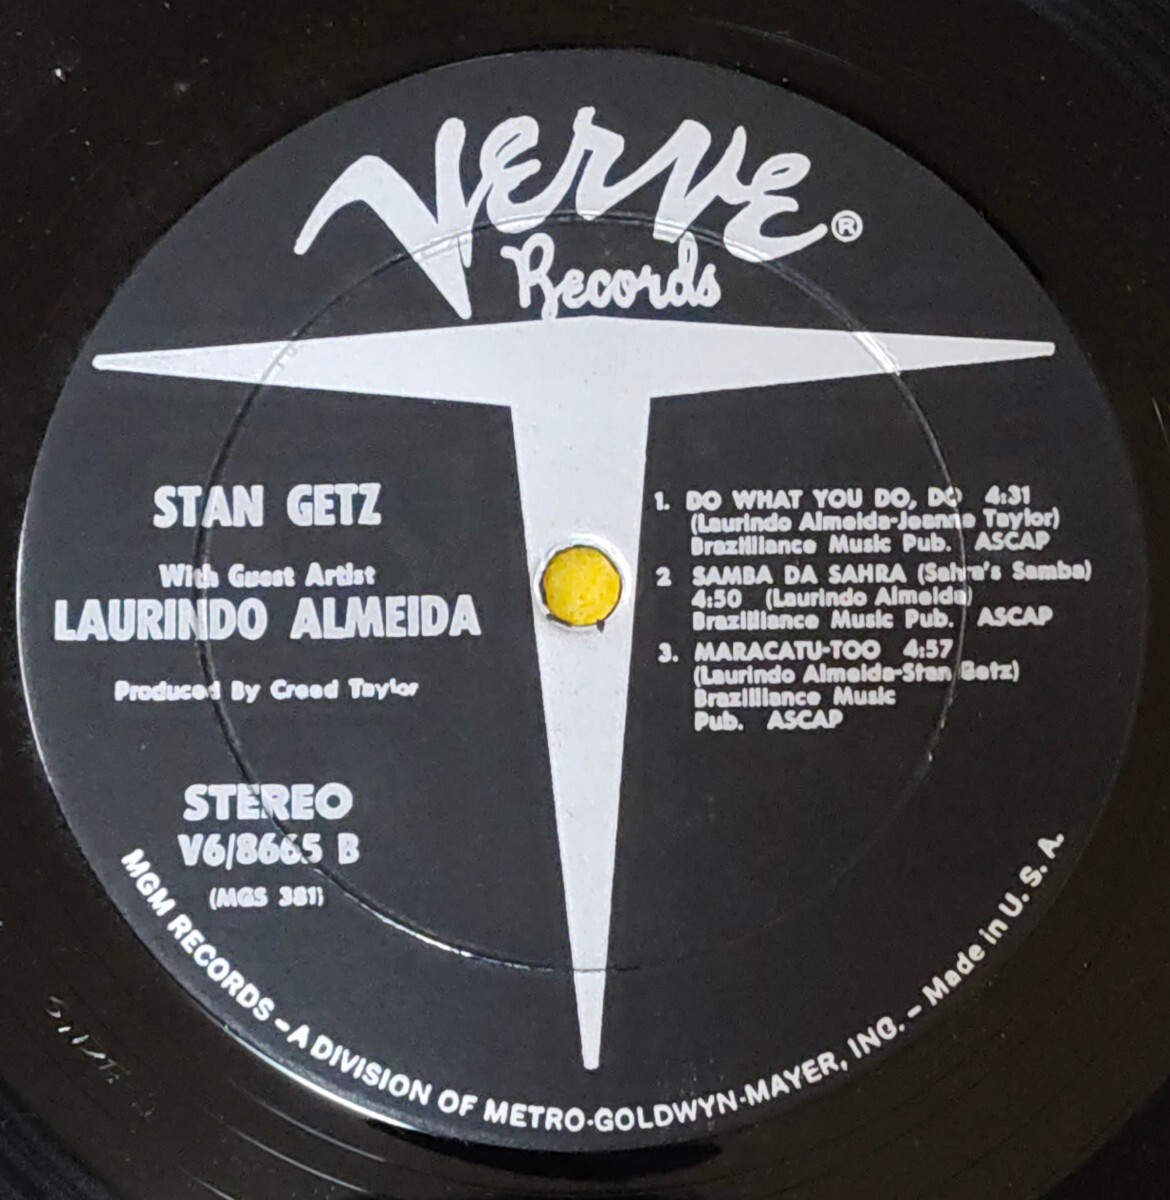 Verve®
Records
STAN GETZ
With Guest Artist
LAURINDO ALMEIDA
Produced By Creed Taylor
STEREO
V6/8665 B
(MGS 381)
1. DO WHAT YOU DO, DO 4:31
(Laurindo Almeida-Jeanne Taylor)
Brazilliance Music Pub. ASCAP
2 SAMBA DA SAHRA (Sahra's Samba)
4:50 (Laurindo Almeida)
Brazilliance Music Pub. ASCAP
3. MARACATU-TOO 4:57
(Laurindo Almeida-Stan Getz)
Brazilliance Music
Pub. ASCAP
MGM RECORDS – A DIVISION OF METRO-GOLDWYN-MAYER, INC. – Made in U. S. A.